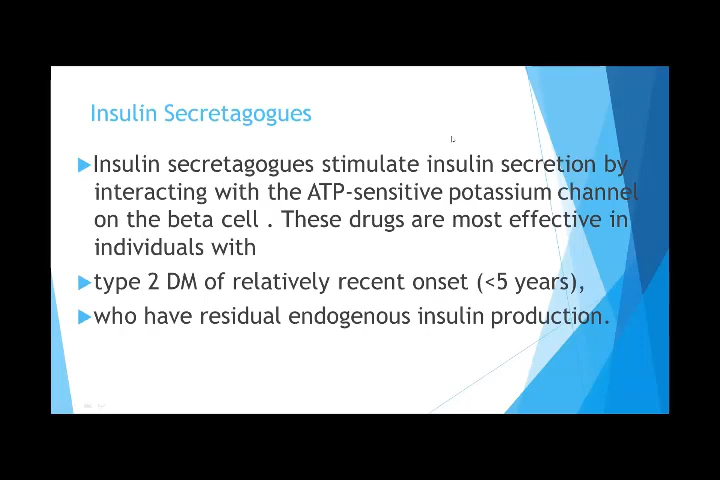 Insulin Secretagogues
Insulin secretagogues stimulate insulin secretion by
interacting with the ATP-sensitive potassium channel
on the beta cell . These drugs are most effective in
individuals with
type 2 DM of relatively recent onset (<5 years),
who have residual endogenous insulin production.